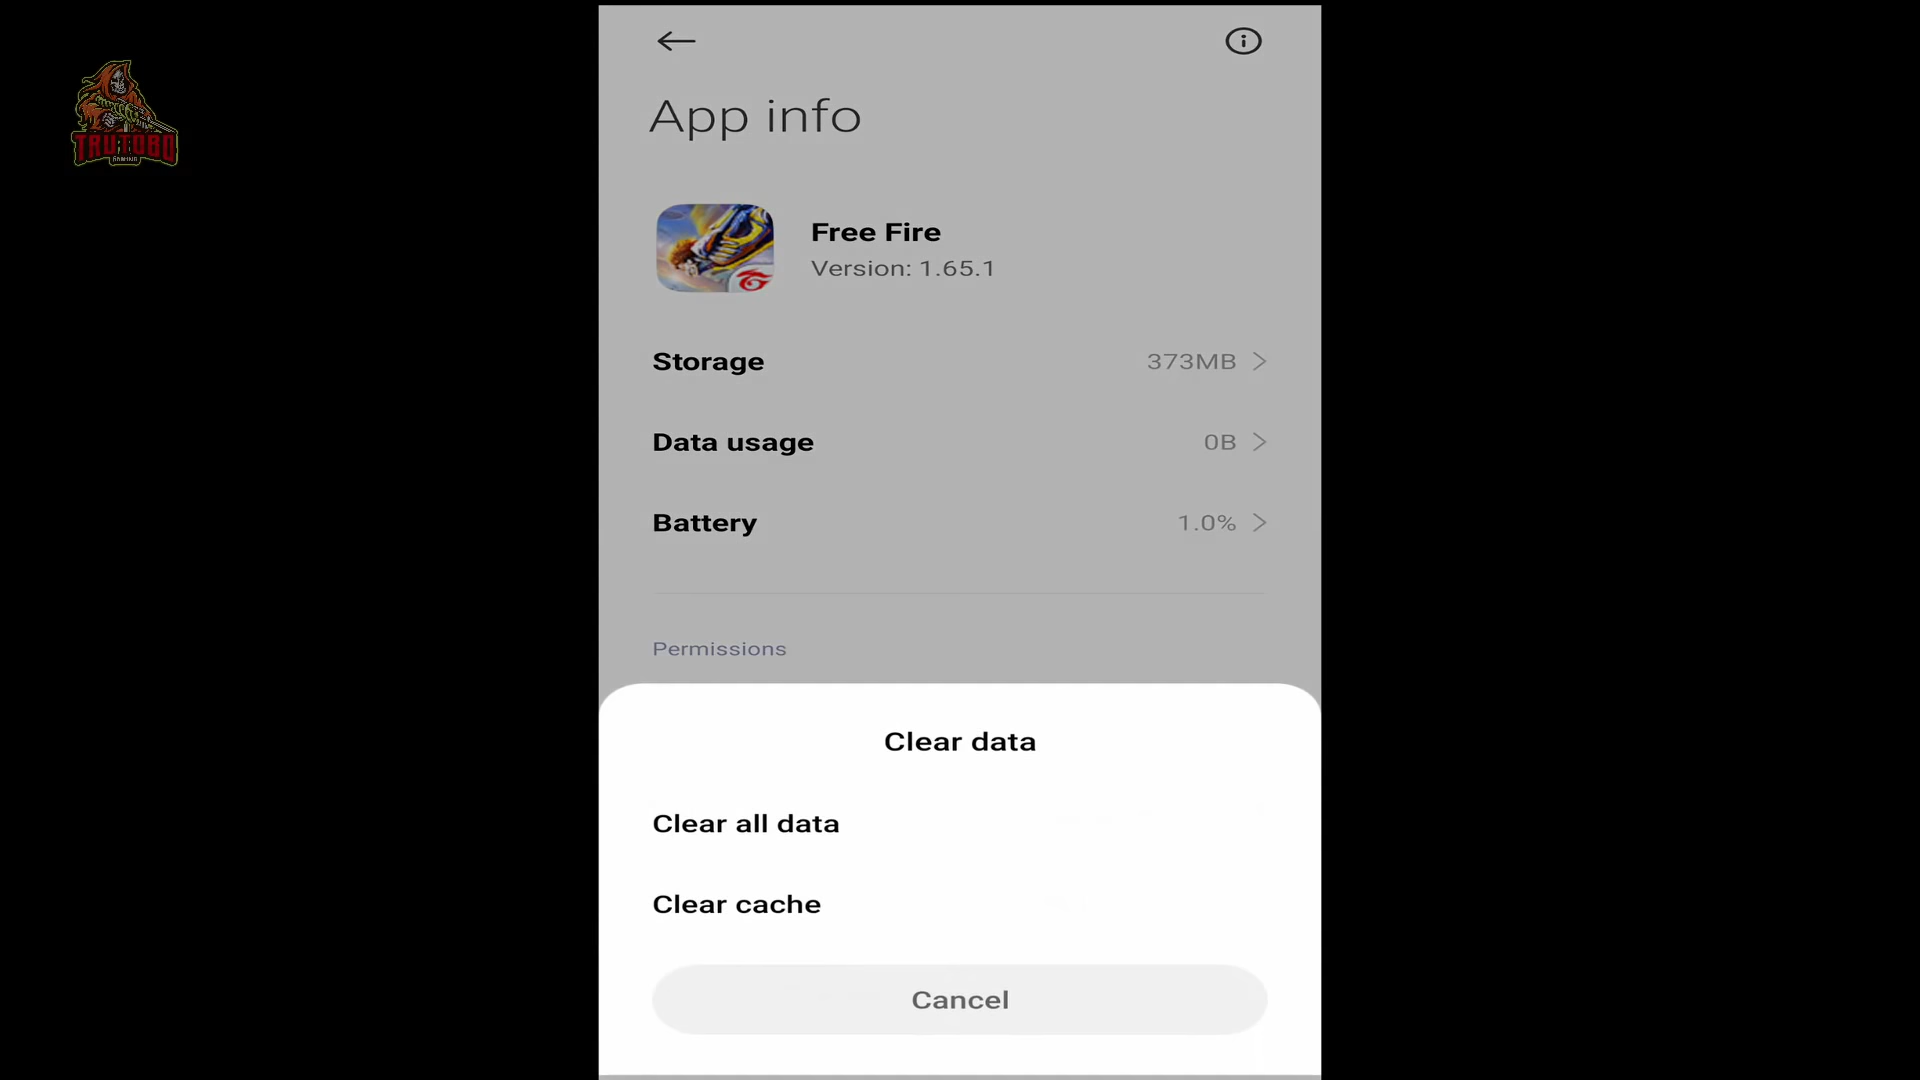 TRUTOBO
GAMING
App info
Free Fire
Version: 1.65.1
Storage 373MB
Data usage 0B
Battery 1.0%
Permissions
Clear data
Clear all data
Clear cache
Cancel